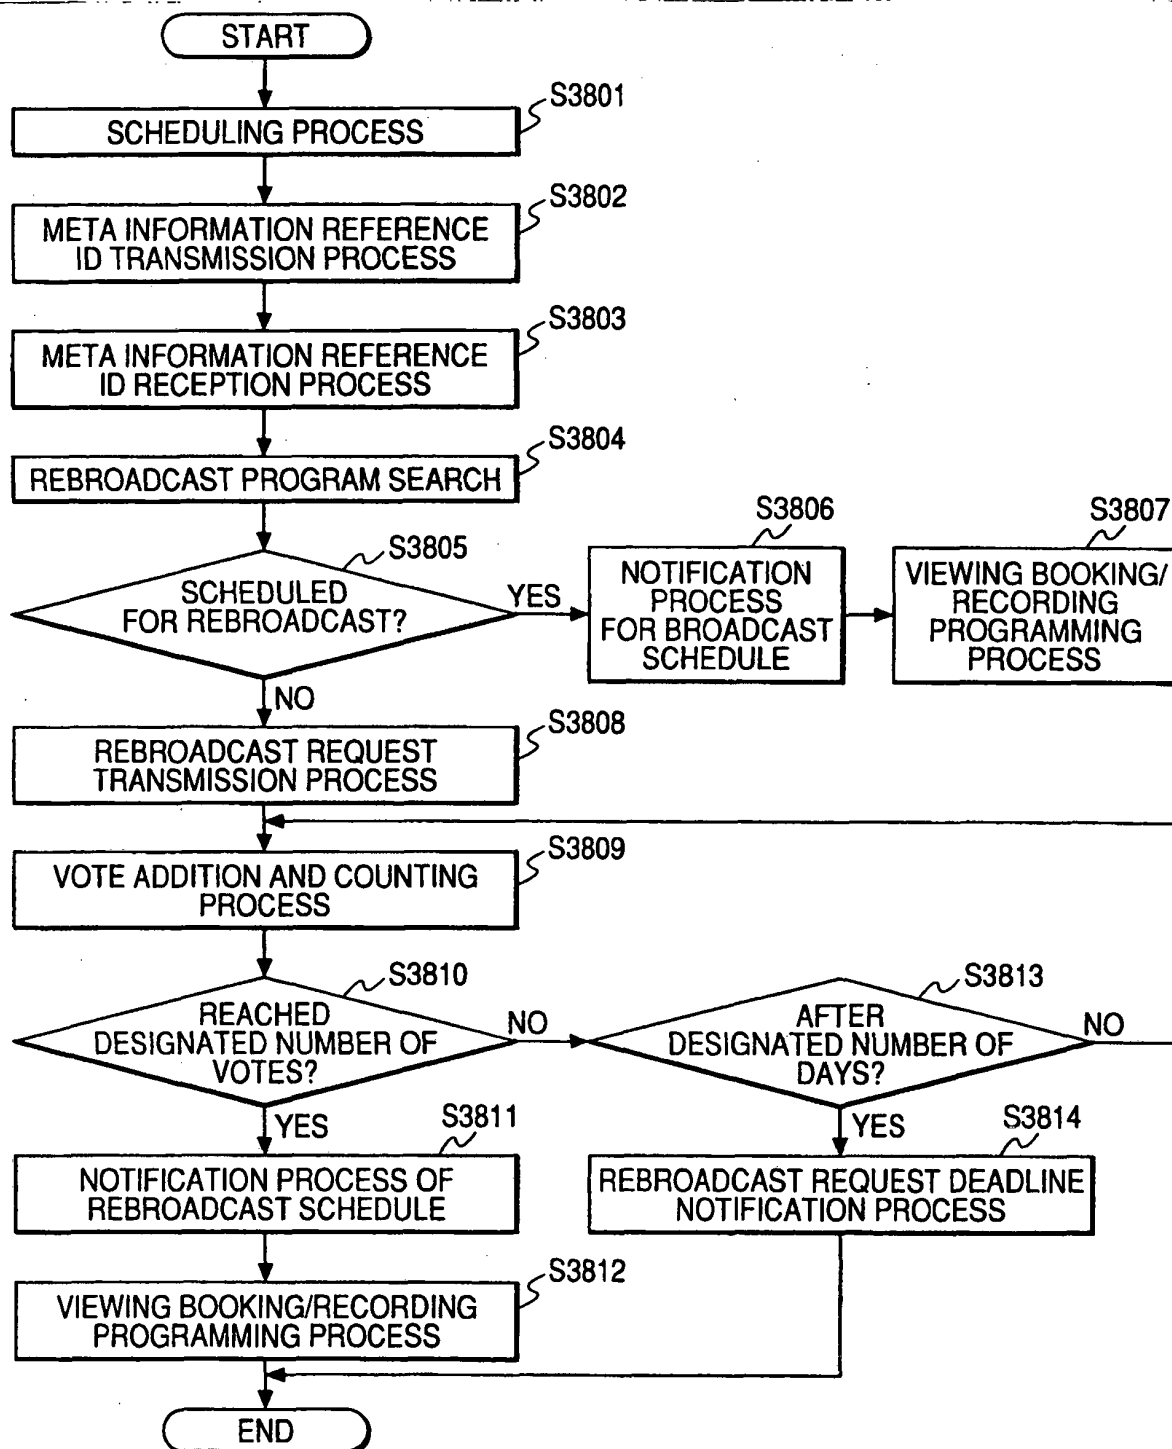 START
S3801
SCHEDULING PROCESS
S3802
META INFORMATION REFERENCE
ID TRANSMISSION PROCESS
S3803
META INFORMATION REFERENCE
ID RECEPTION PROCESS
S3804
REBROADCAST PROGRAM SEARCH
S3805
SCHEDULED
FOR REBROADCAST?
YES
S3806
NOTIFICATION
PROCESS
FOR BROADCAST
SCHEDULE
S3807
VIEWING BOOKING/
RECORDING
PROGRAMMING
PROCESS
NO
S3808
REBROADCAST REQUEST
TRANSMISSION PROCESS
S3809
VOTE ADDITION AND COUNTING
PROCESS
S3810
REACHED
DESIGNATED NUMBER OF
VOTES?
NO
S3813
AFTER
DESIGNATED NUMBER OF
DAYS?
NO
YES
S3811
NOTIFICATION PROCESS OF
REBROADCAST SCHEDULE
YES
S3814
REBROADCAST REQUEST DEADLINE
NOTIFICATION PROCESS
S3812
VIEWING BOOKING/RECORDING
PROGRAMMING PROCESS
END